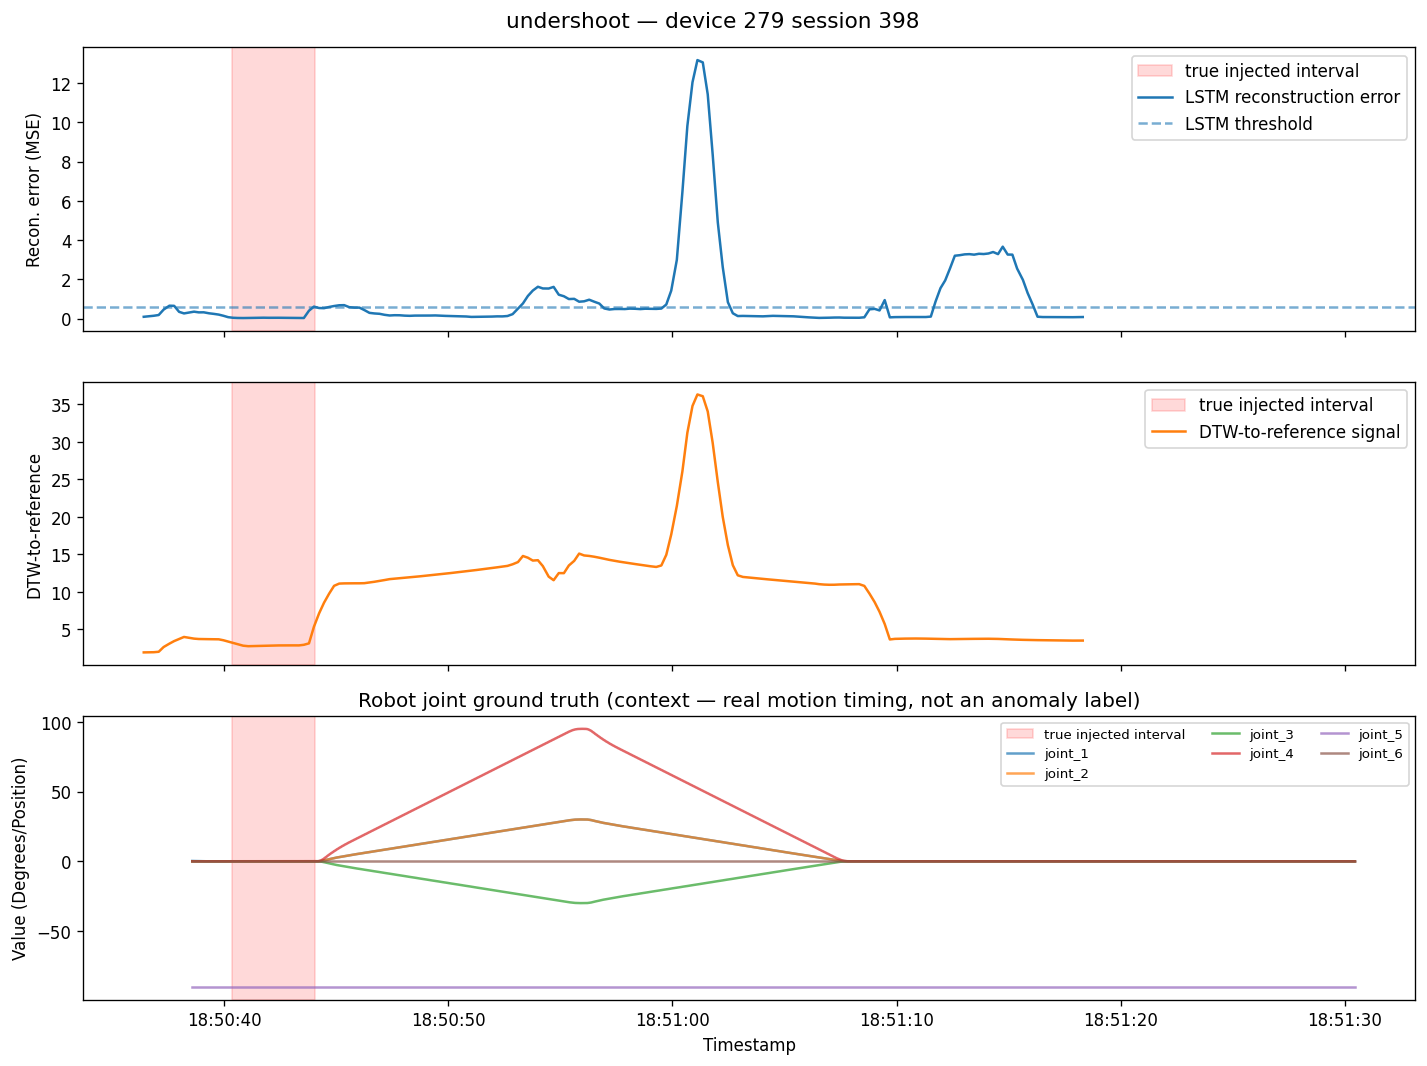 undershoot — device 279 session 398
Recon. error (MSE)
12
10
8
6
4
2
0
true injected interval
LSTM reconstruction error
LSTM threshold
DTW-to-reference
35
30
25
20
15
10
5
true injected interval
DTW-to-reference signal
Robot joint ground truth (context — real motion timing, not an anomaly label)
Value (Degrees/Position)
100
50
0
−50
true injected interval
joint_1
joint_2
joint_3
joint_4
joint_5
joint_6
18:50:40 18:50:50 18:51:00 18:51:10 18:51:20 18:51:30
Timestamp